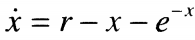 ẋ = r − x − e^{−x}